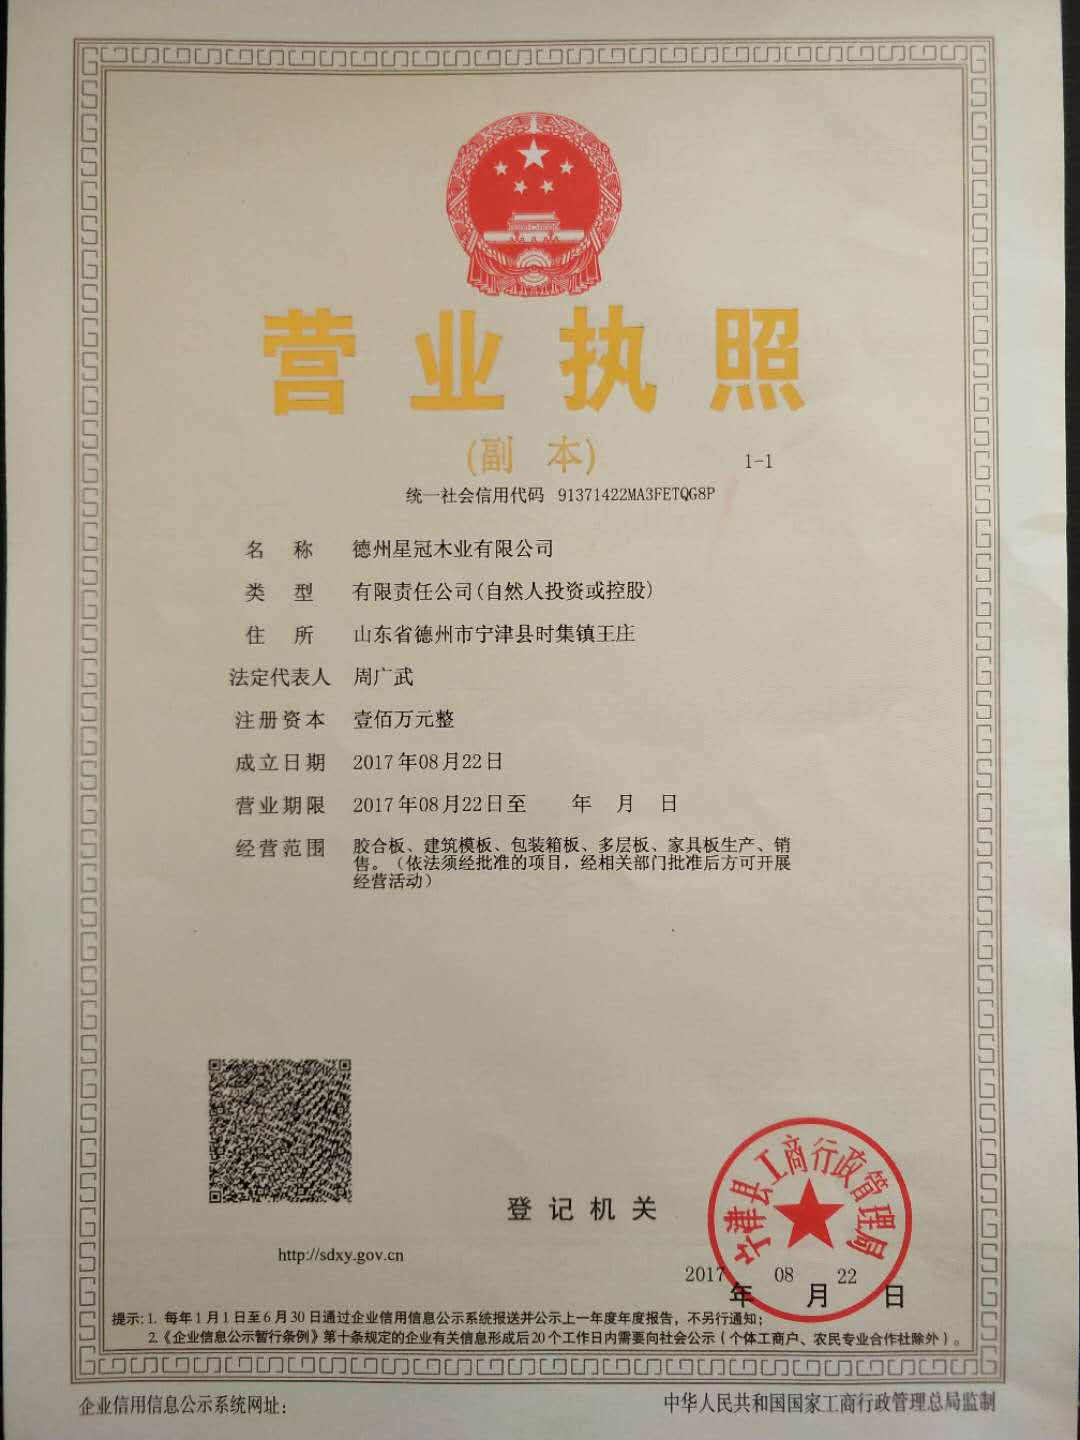 营业执照
(副 本)
1-1
统一社会信用代码 91371422MA3FETQG8P
名 称 德州星冠木业有限公司
类 型 有限责任公司(自然人投资或控股)
住 所 山东省德州市宁津县时集镇王庄
法定代表人 周广武
注册资本 壹佰万元整
成立日期 2017年08月22日
营业期限 2017年08月22日至 年 月 日
经营范围 胶合板、建筑模板、包装箱板、多层板、家具板生产、销
售。（依法须经批准的项目，经相关部门批准后方可开展
经营活动）
登记机关
宁津县工商行政管理局
http://sdxy.gov.cn
2017年 08月 22日
提示：1. 每年1月1日至6月30日通过企业信用信息公示系统报送并公示上一年度年度报告，不另行通知；
2.《企业信息公示暂行条例》第十条规定的企业有关信息形成后20个工作日内需要向社会公示（个体工商户、农民专业合作社除外）。
企业信用信息公示系统网址：
中华人民共和国国家工商行政管理总局监制